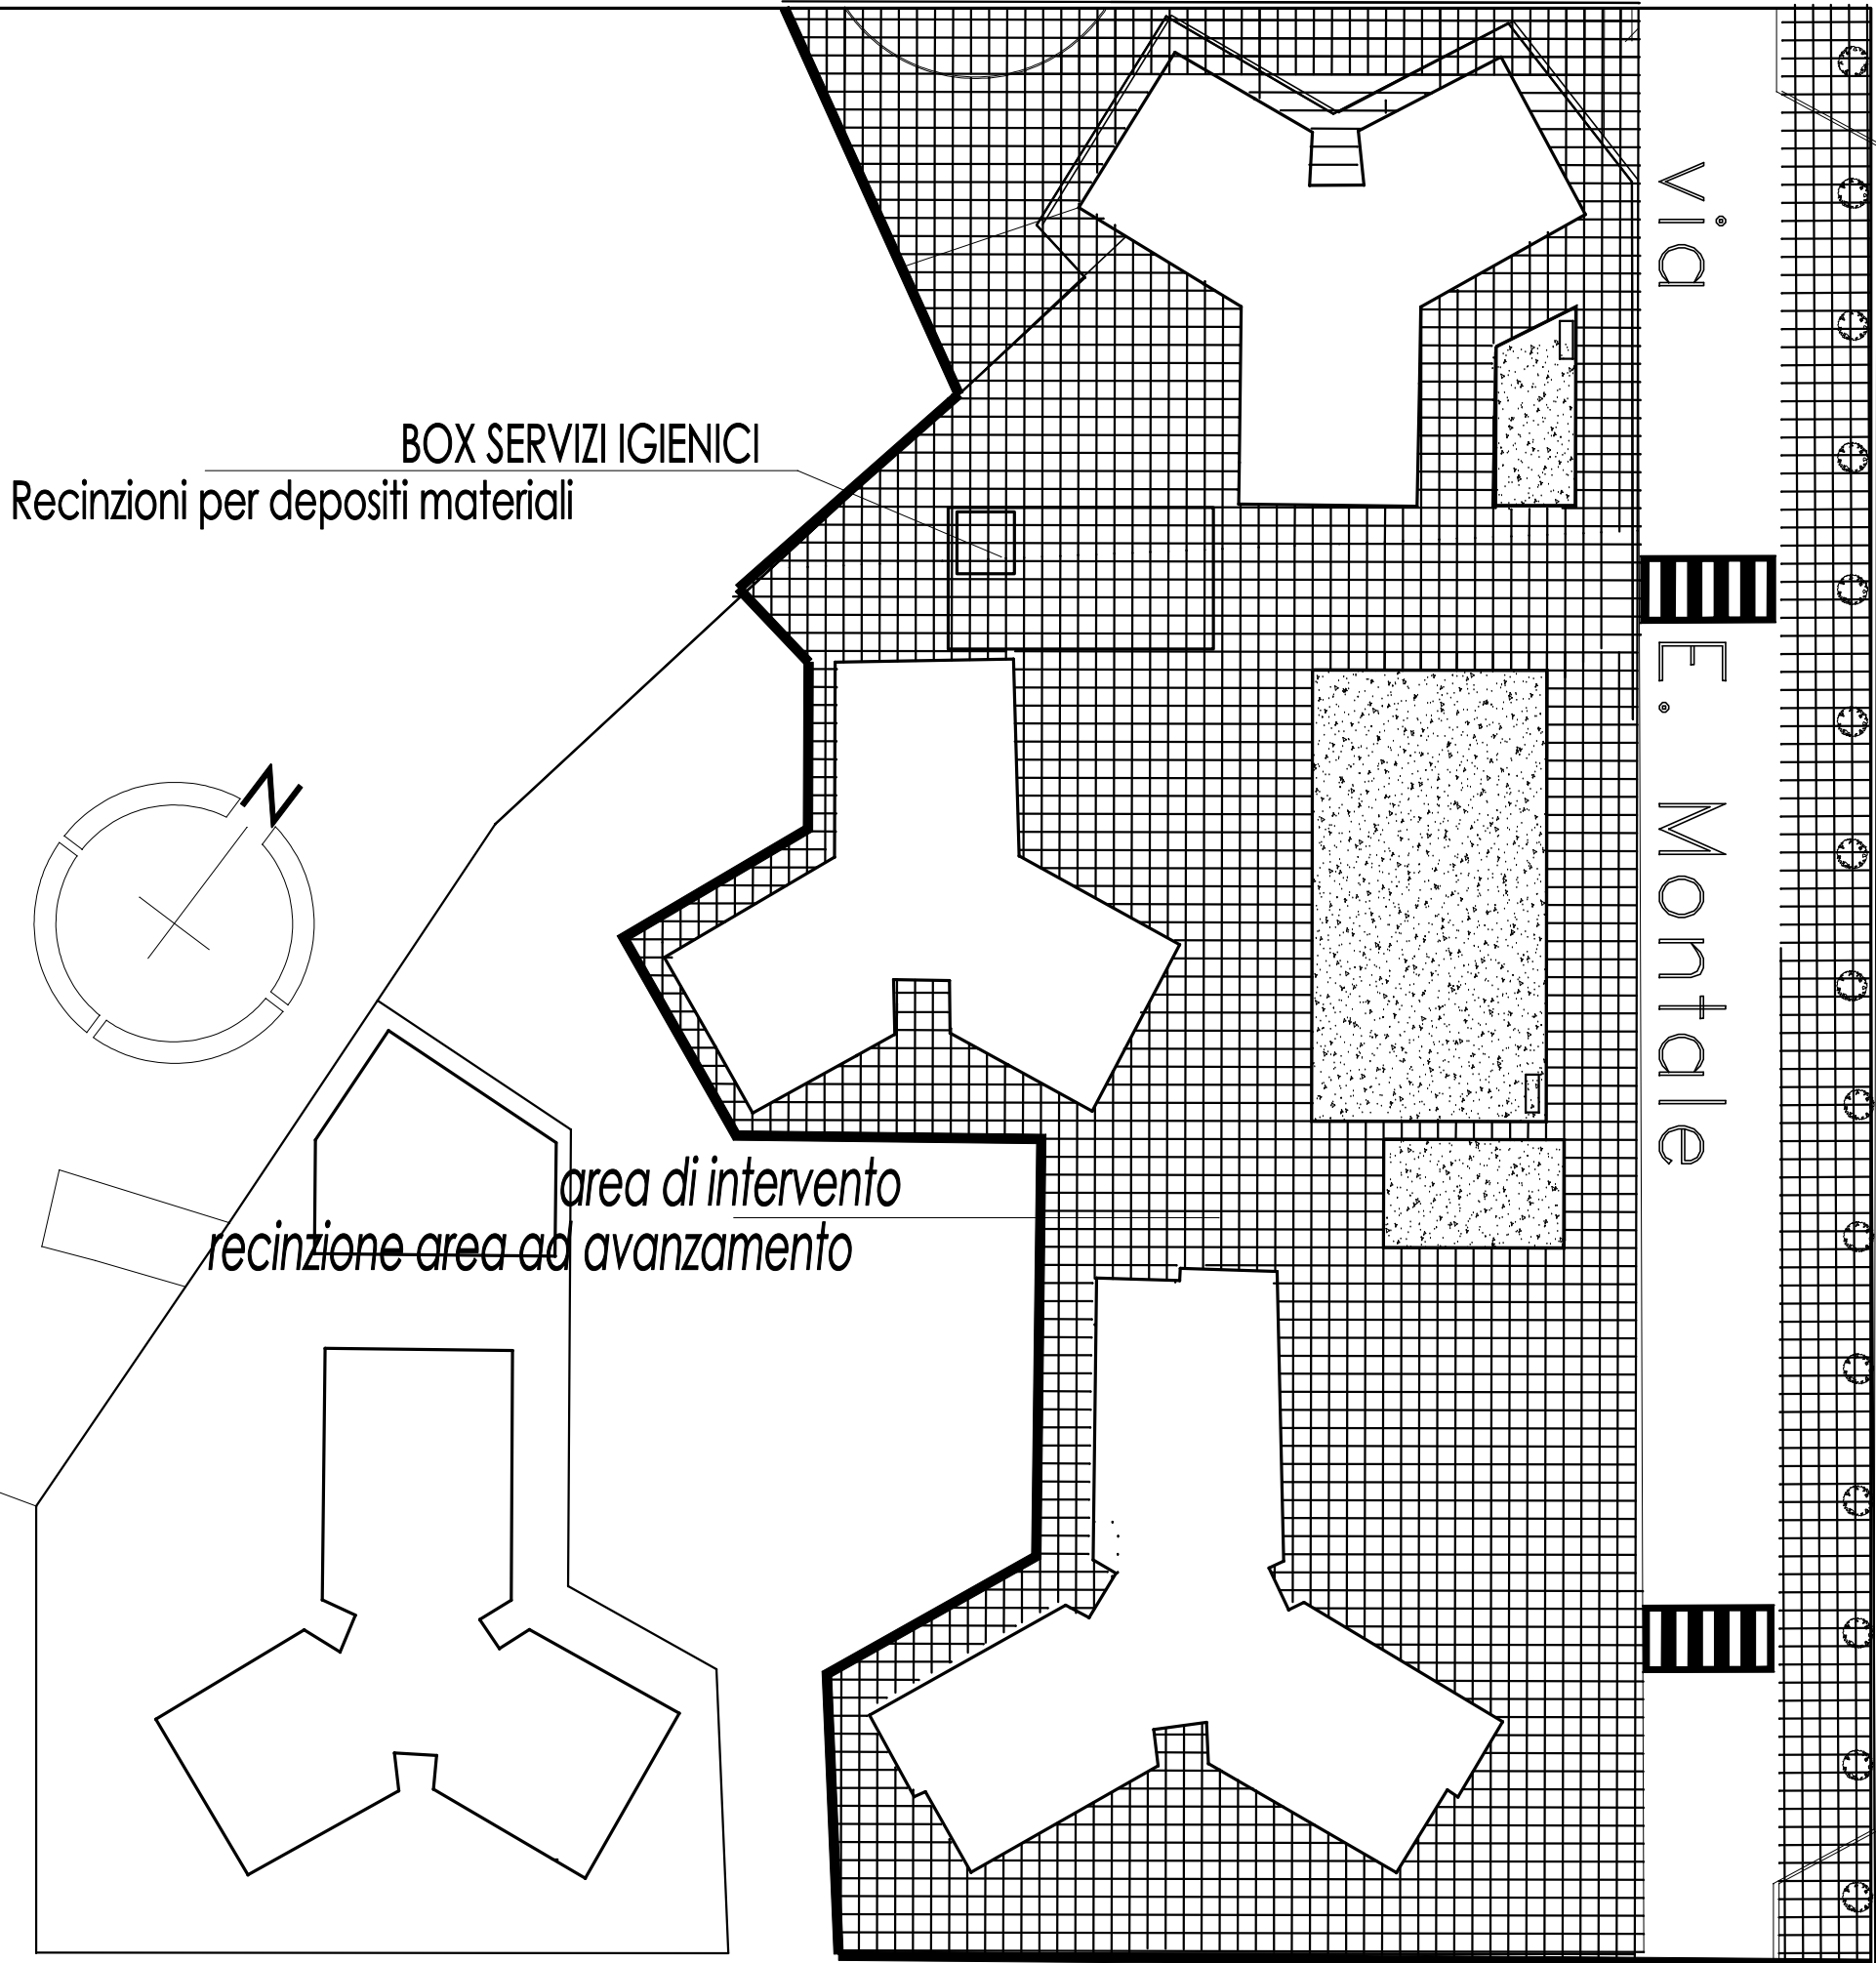 BOX SERVIZI IGIENICI
Recinzioni per depositi materiali
N
area di intervento
recinzione area ad avanzamento
via E. Montale